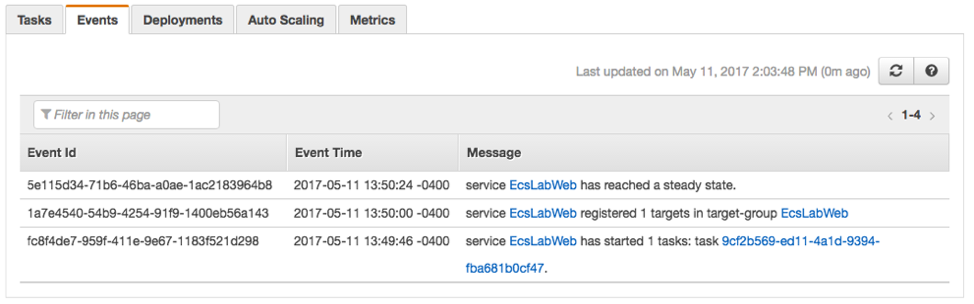 Tasks Events Deployments Auto Scaling Metrics
Last updated on May 11, 2017 2:03:48 PM (0m ago)
Filter in this page 1-4
Event Id Event Time Message
5e115d34-71b6-46ba-a0ae-1ac2183964b8 2017-05-11 13:50:24 -0400 service EcsLabWeb has reached a steady state.
1a7e4540-54b9-4254-91f9-1400eb56a143 2017-05-11 13:50:00 -0400 service EcsLabWeb registered 1 targets in target-group EcsLabWeb
fc8f4de7-959f-411e-9e67-1183f521d298 2017-05-11 13:49:46 -0400 service EcsLabWeb has started 1 tasks: task 9cf2b569-ed11-4a1d-9394-
fba681b0cf47.